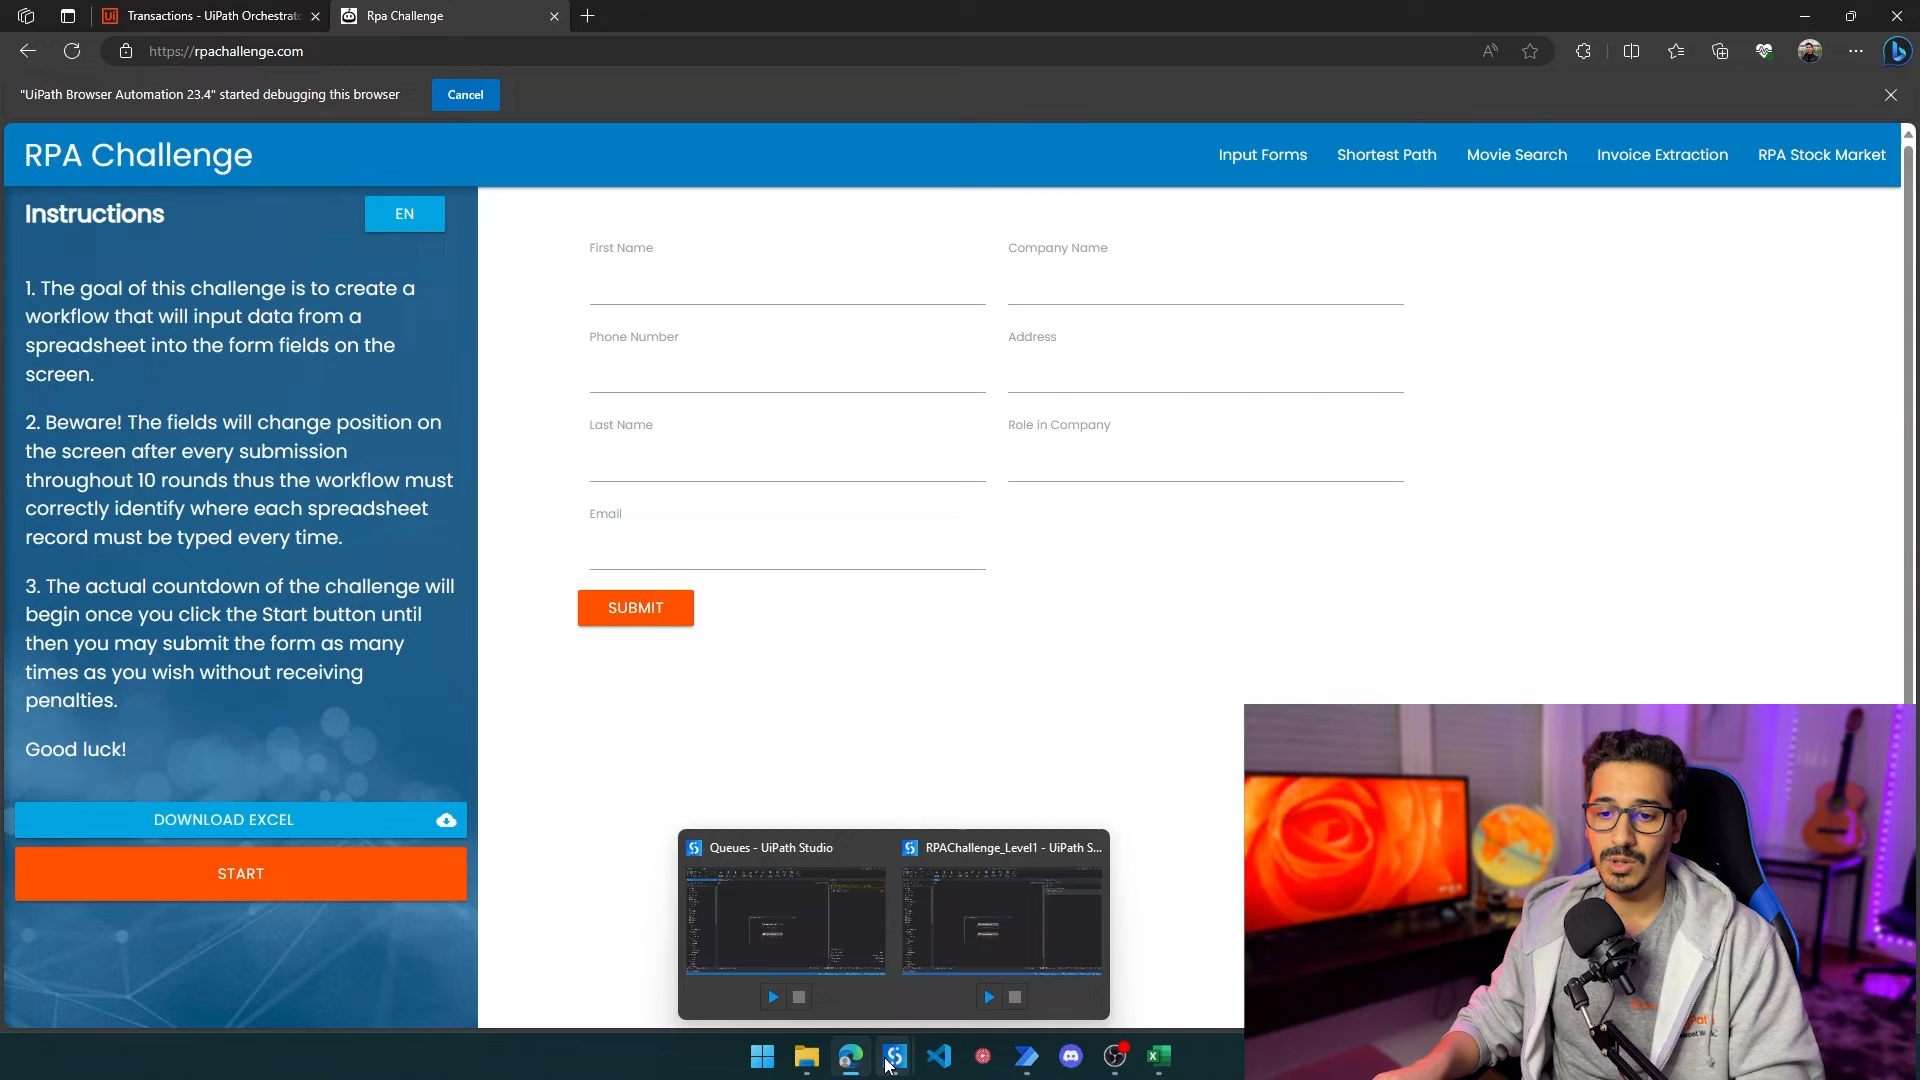 Transactions - UiPath Orchestrato
Rpa Challenge
https://rpachallenge.com
"UiPath Browser Automation 23.4" started debugging this browser
Cancel
RPA Challenge
Input Forms
Shortest Path
Movie Search
Invoice Extraction
RPA Stock Market
Instructions
EN
1. The goal of this challenge is to create a
workflow that will input data from a
spreadsheet into the form fields on the
screen.
2. Beware! The fields will change position on
the screen after every submission
throughout 10 rounds thus the workflow must
correctly identify where each spreadsheet
record must be typed every time.
3. The actual countdown of the challenge will
begin once you click the Start button until
then you may submit the form as many
times as you wish without receiving
penalties.
Good luck!
DOWNLOAD EXCEL
START
First Name
Company Name
Phone Number
Address
Last Name
Role in Company
Email
SUBMIT
Queues - UiPath Studio
RPAChallenge_Level1 - UiPath S...